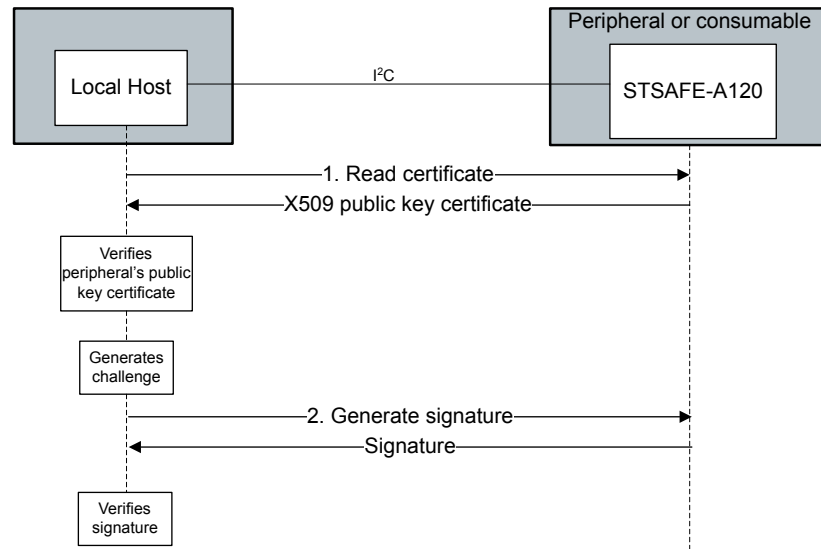 Peripheral or consumable
Local Host
I²C
STSAFE-A120
1. Read certificate
X509 public key certificate
Verifies
peripheral’s public
key certificate
Generates
challenge
2. Generate signature
Signature
Verifies
signature